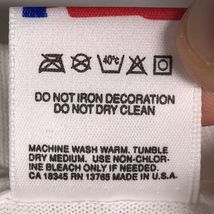 40°C
DO NOT IRON DECORATION
DO NOT DRY CLEAN
MACHINE WASH WARM. TUMBLE
DRY MEDIUM. USE NON-CHLOR-
INE BLEACH ONLY IF NEEDED.
CA 18345 RN 13765 MADE IN U.S.A.